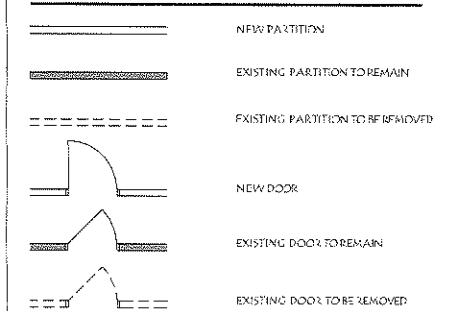 NEW PARTITION
EXISTING PARTITION TO REMAIN
EXISTING PARTITION TO BE REMOVED
NEW DOOR
EXISTING DOOR TO REMAIN
EXISTING DOOR TO BE REMOVED